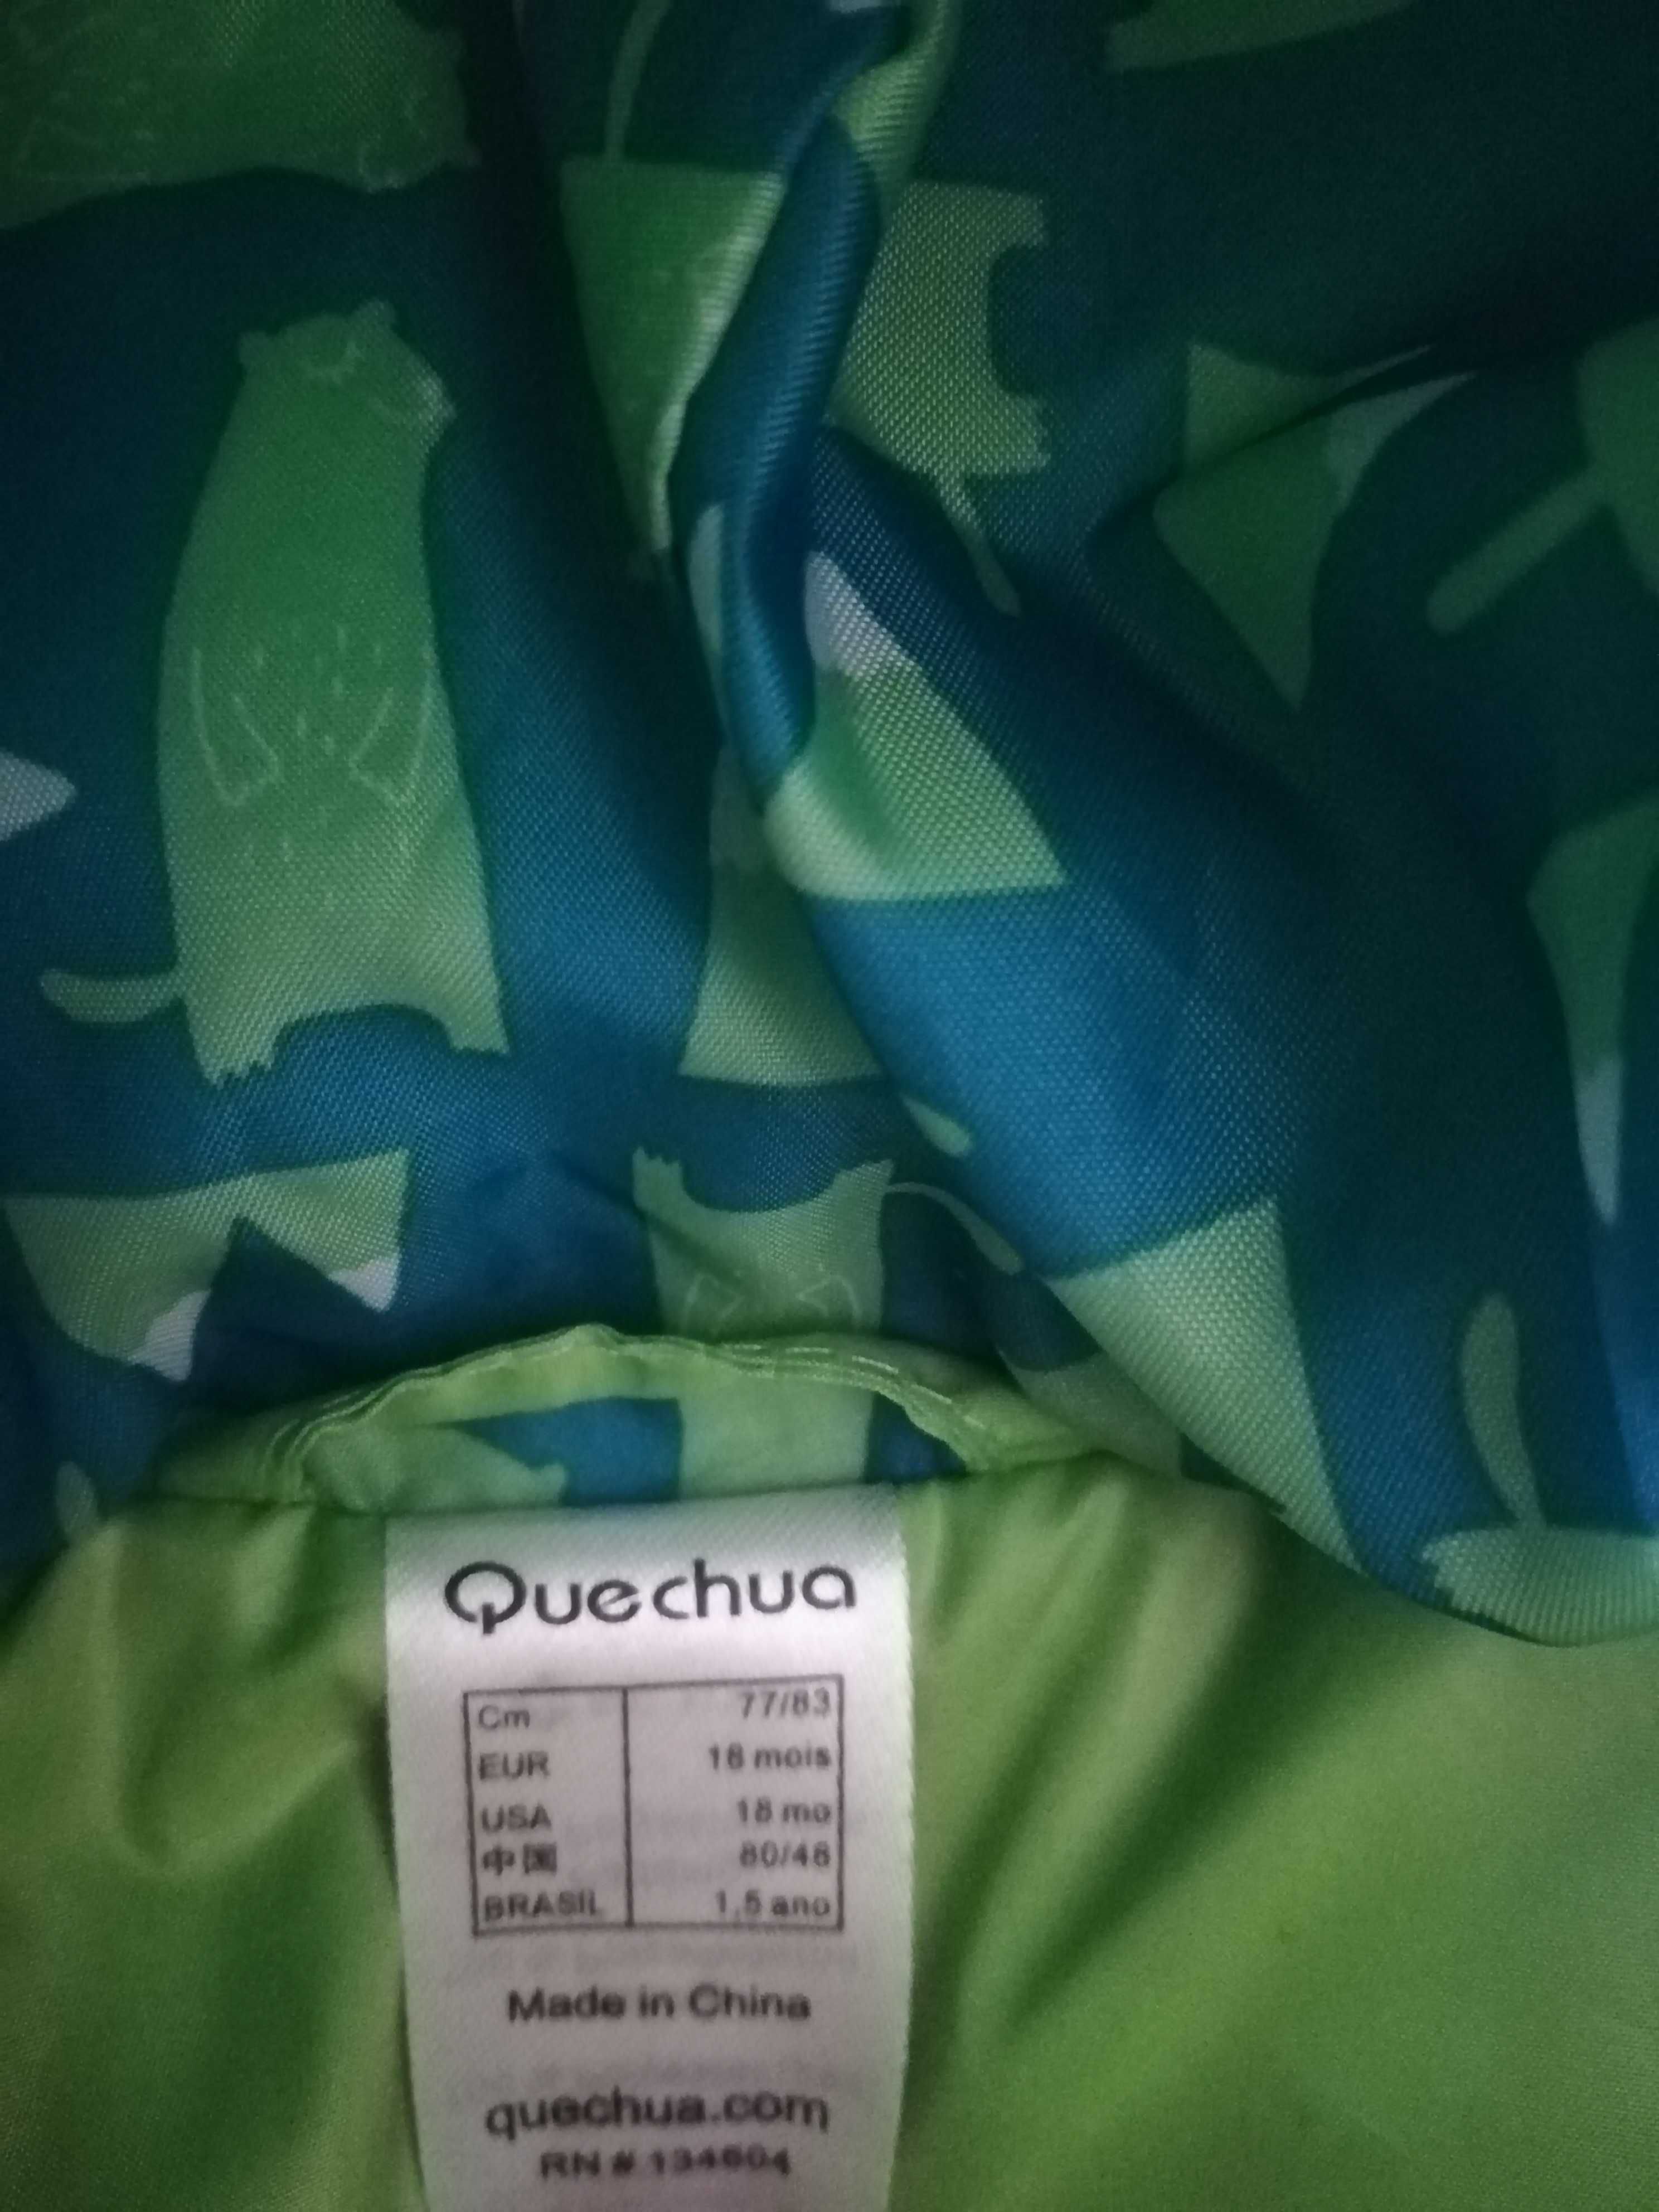 Quechua
Cm 77/83
EUR 18 mois
USA 18 mo
中国 80/48
BRASIL 1,5 ano
Made in China
quechua.com
RN # 134604